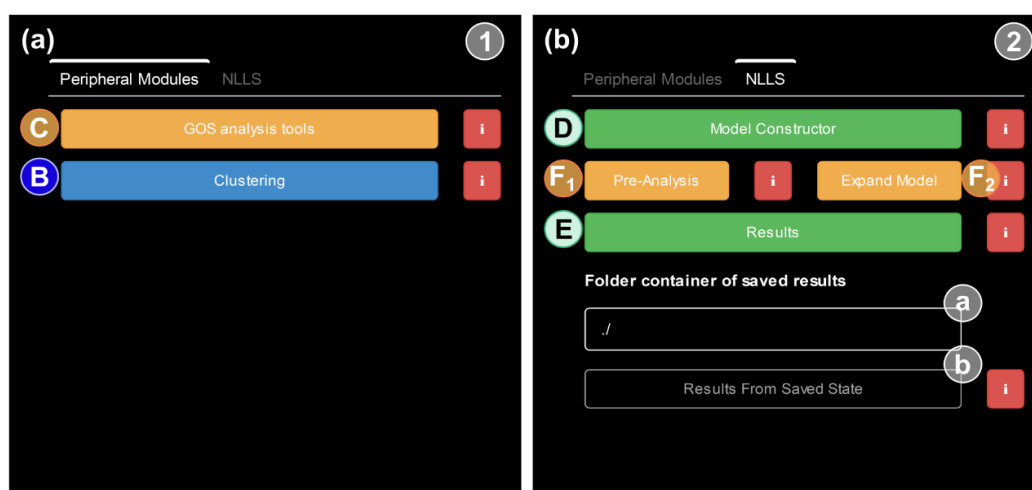 (a) 1
Peripheral Modules NLLS
C GOS analysis tools i
B Clustering i
(b) 2
Peripheral Modules NLLS
D Model Constructor i
F1 Pre-Analysis i Expand Model F2 i
E Results i
Folder container of saved results
a
./
b
Results From Saved State i